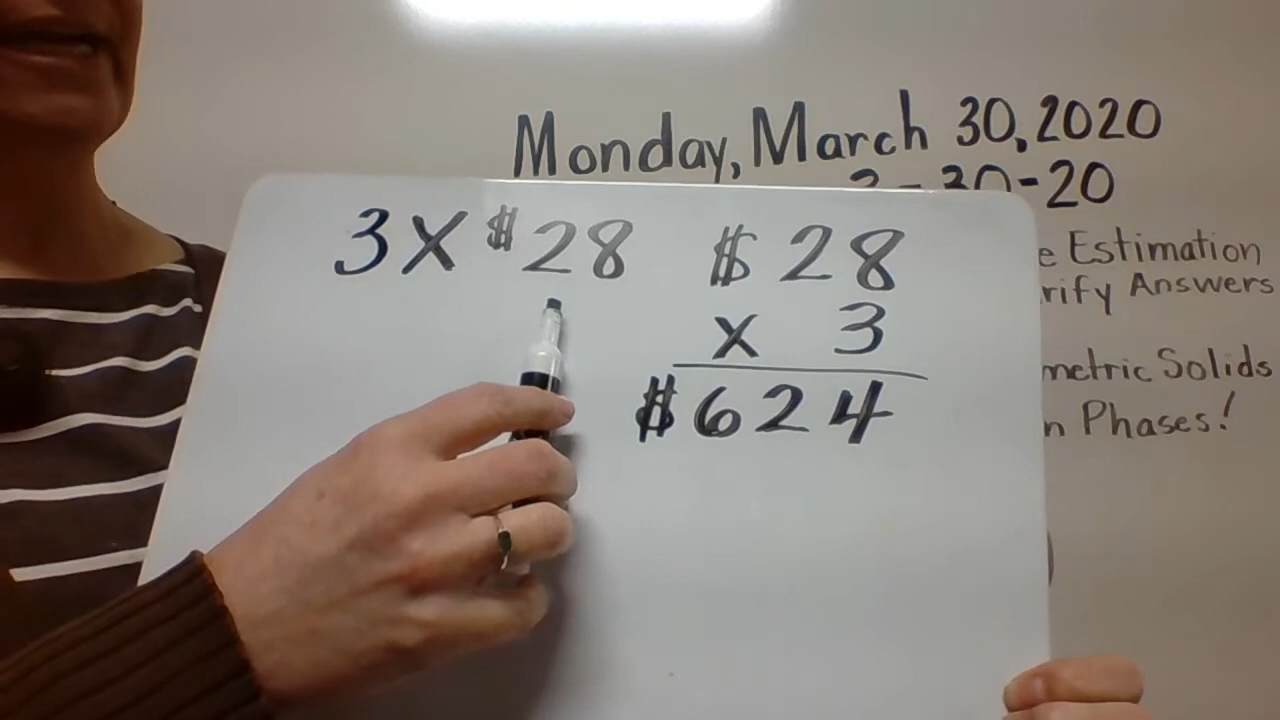 Monday, March 30, 2020
3-30-20
e Estimation
rify Answers
metric Solids
n Phases!
3 X $28
$28
x 3
$624